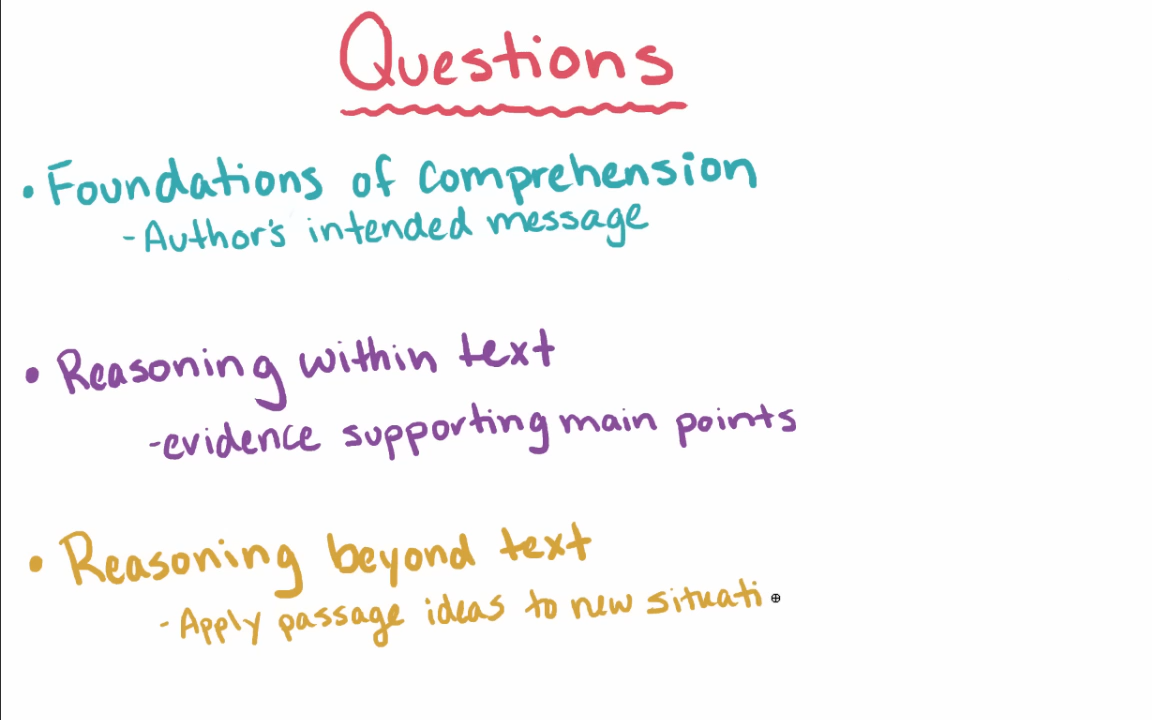 Questions
• Foundations of comprehension
- Author's intended message
• Reasoning within text
- evidence supporting main points
• Reasoning beyond text
- Apply passage ideas to new situati